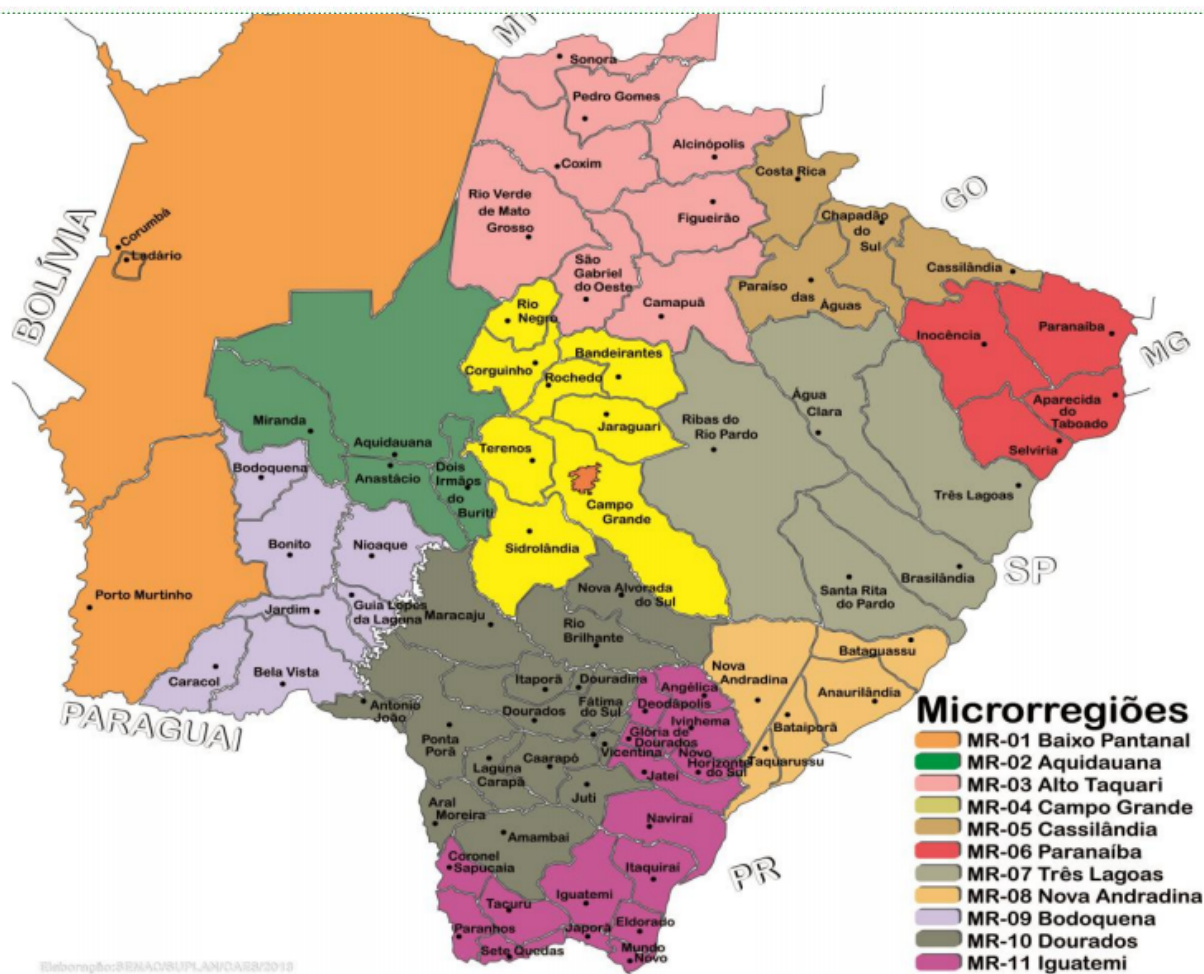 MT
Sonora
Pedro Gomes
Alcinópolis
Coxim
Costa Rica
GO
Rio Verde
de Mato
Grosso
Figueirão
Chapadão
do
Sul
BOLÍVIA
Corumbá
Ladário
São
Gabriel
do Oeste
Camapuã
Paraíso
das
Águas
Cassilândia
Rio
Negro
Inocência
Paranaíba
MG
Bandeirantes
Corguinho
Rochedo
Água
Clara
Aparecida
do
Taboado
Miranda
Aquidauana
Jaraguari
Ribas do
Rio Pardo
Terenos
Selvíria
Bodoquena
Anastácio
Dois
Irmãos
do
Buriti
Campo
Grande
Três Lagoas
Bonito
Nioaque
Sidrolândia
Brasilândia
SP
Porto Murtinho
Jardim
Guia Lopes
da Laguna
Maracaju
Nova Alvorada
do Sul
Santa Rita
do Pardo
Rio
Brilhante
Bataguassu
Caracol
Bela Vista
Nova
Andradina
Anaurilândia
PARAGUAI
Antonio
João
Itaporã
Douradina
Angélica
Deodápolis
Dourados
Fátima
do Sul
Ivighema
Bataiporã
Ponta
Porã
Glória de
Dourados
Vicentina
Novo
Horizonte
do Sul
Taquarussu
Laguna
Carapã
Caarapó
Jateí
Juti
Aral
Moreira
Amambai
Naviraí
Coronel
Sapucaia
Itaquiraí
PR
Tacuru
Iguatemi
Paranhos
Eldorado
Sete Quedas
Japorã
Mundo
Novo
Microrregiões
MR-01 Baixo Pantanal
MR-02 Aquidauana
MR-03 Alto Taquari
MR-04 Campo Grande
MR-05 Cassilândia
MR-06 Paranaíba
MR-07 Três Lagoas
MR-08 Nova Andradina
MR-09 Bodoquena
MR-10 Dourados
MR-11 Iguatemi